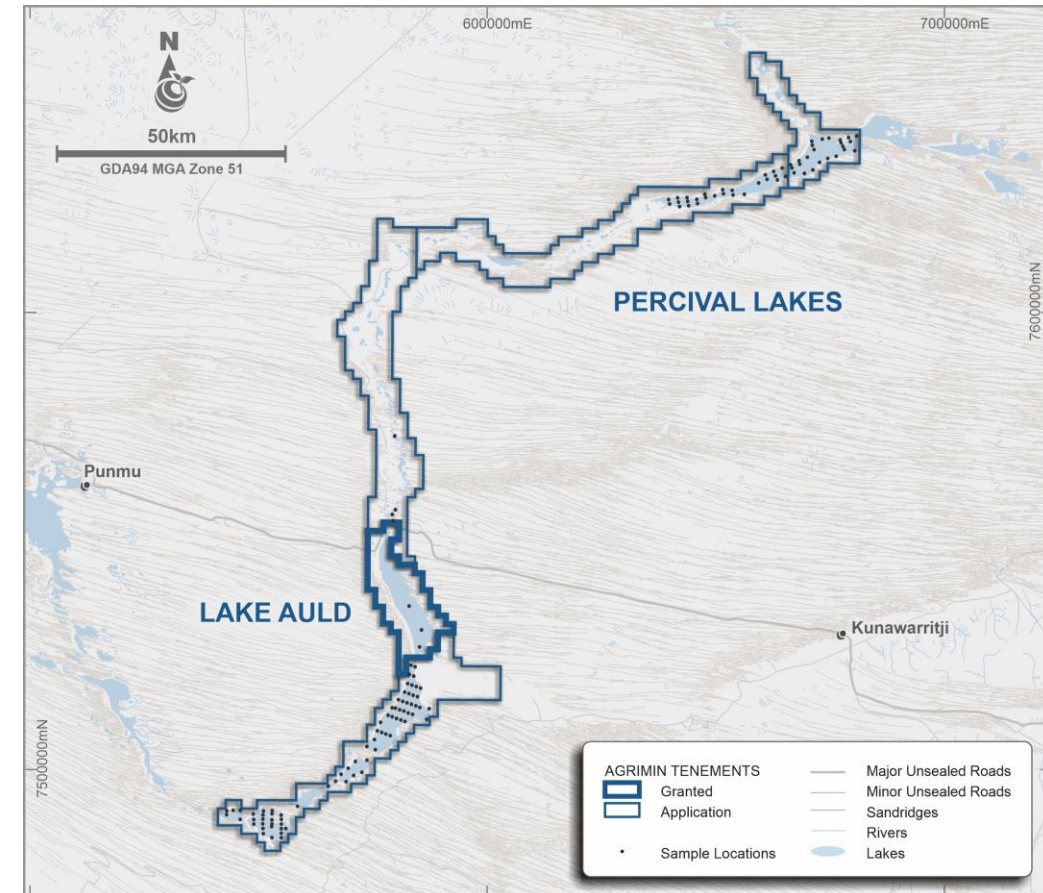 600000mE
700000mE
N
50km
GDA94 MGA Zone 51
7600000mN
PERCIVAL LAKES
Punmu
LAKE AULD
Kunawarritji
7500000mN
AGRIMIN TENEMENTS
Granted
Application
Sample Locations
Major Unsealed Roads
Minor Unsealed Roads
Sandridges
Rivers
Lakes